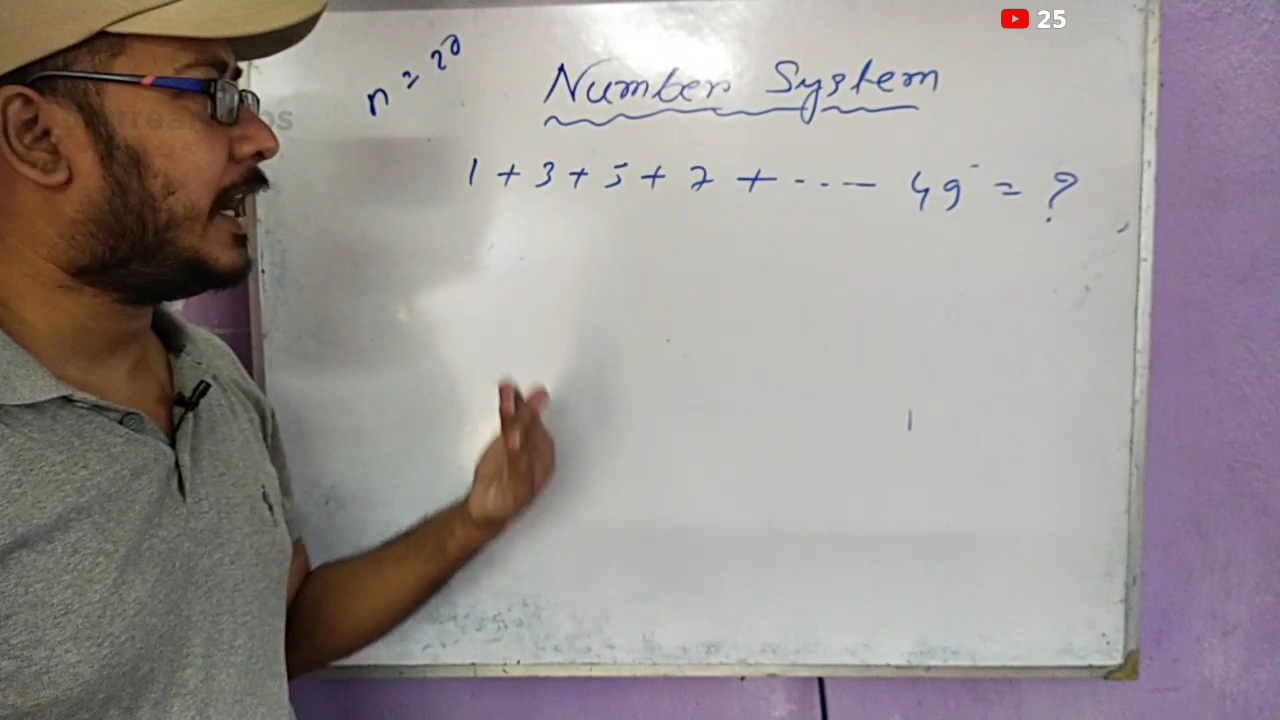 25
n = 20
Number System
1 + 3 + 5 + 7 + ---- 49 = ?